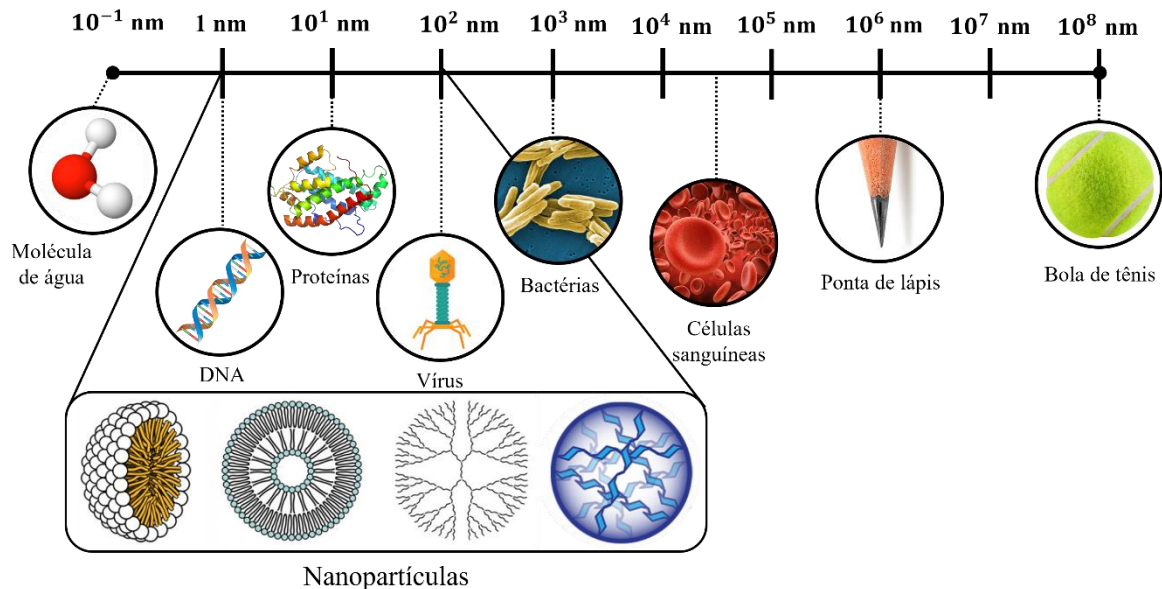 10⁻¹ nm
1 nm
10¹ nm
10² nm
10³ nm
10⁴ nm
10⁵ nm
10⁶ nm
10⁷ nm
10⁸ nm
Molécula
de água
DNA
Proteínas
Vírus
Bactérias
Células
sanguíneas
Ponta de lápis
Bola de tênis
Nanopartículas